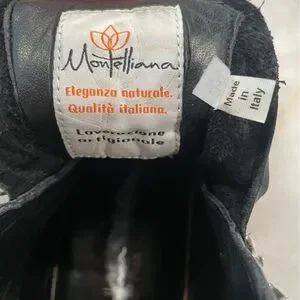 Montelliana
Eleganza naturale.
Qualità italiana.
Lavorazione
artigianale
Made
in
Italy